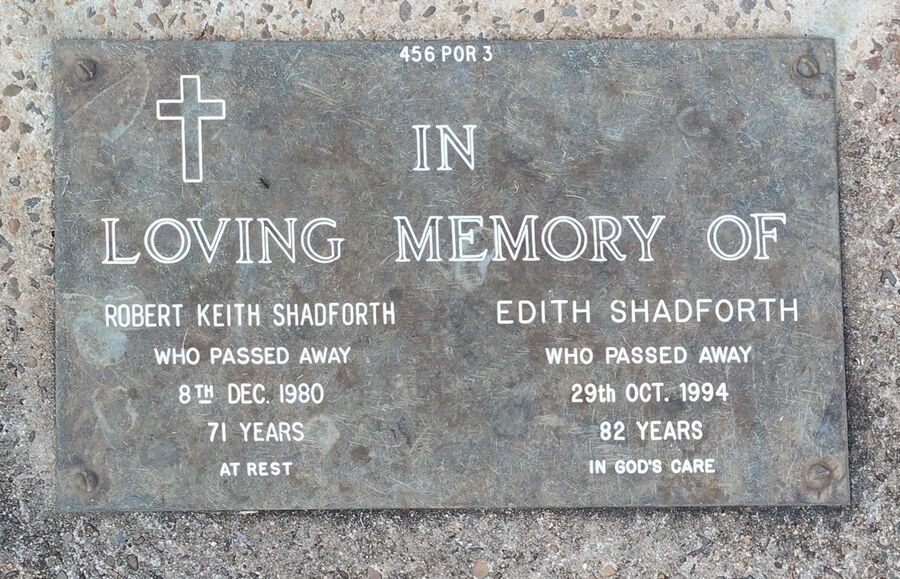 456 POR 3
IN
LOVING MEMORY OF
ROBERT KEITH SHADFORTH
WHO PASSED AWAY
8TH DEC. 1980
71 YEARS
AT REST
EDITH SHADFORTH
WHO PASSED AWAY
29th OCT. 1994
82 YEARS
IN GOD'S CARE